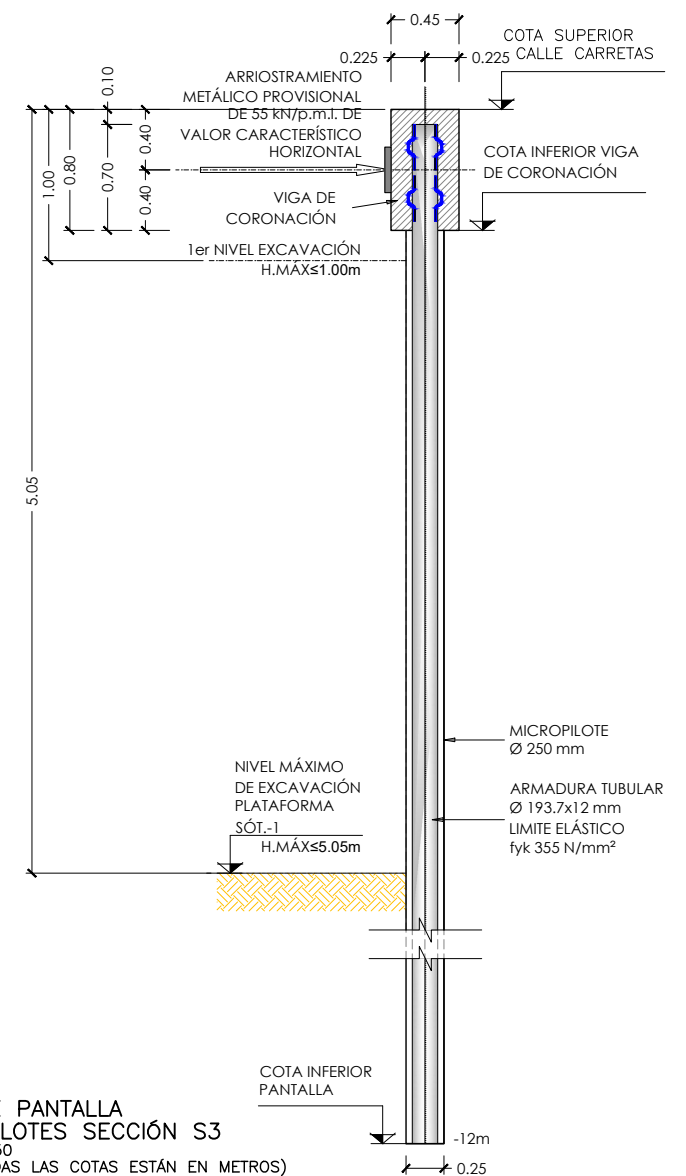 0.45
COTA SUPERIOR
CALLE CARRETAS
0.225
0.225
ARRIOSTRAMIENTO
METÁLICO PROVISIONAL
DE 55 kN/p.m.l. DE
VALOR CARACTERÍSTICO
HORIZONTAL
0.10
0.40
0.70
0.80
1.00
0.40
COTA INFERIOR VIGA
DE CORONACIÓN
VIGA DE
CORONACIÓN
1er NIVEL EXCAVACIÓN
H.MÁX≤1.00m
5.05
MICROPILOTE
Ø 250 mm
ARMADURA TUBULAR
Ø 193.7x12 mm
LIMITE ELÁSTICO
fyk 355 N/mm²
NIVEL MÁXIMO
DE EXCAVACIÓN
PLATAFORMA
SÓT.-1
H.MÁX≤5.05m
COTA INFERIOR
PANTALLA
-12m
0.25
PANTALLA
LOTES SECCIÓN S3
LAS COTAS ESTÁN EN METROS)